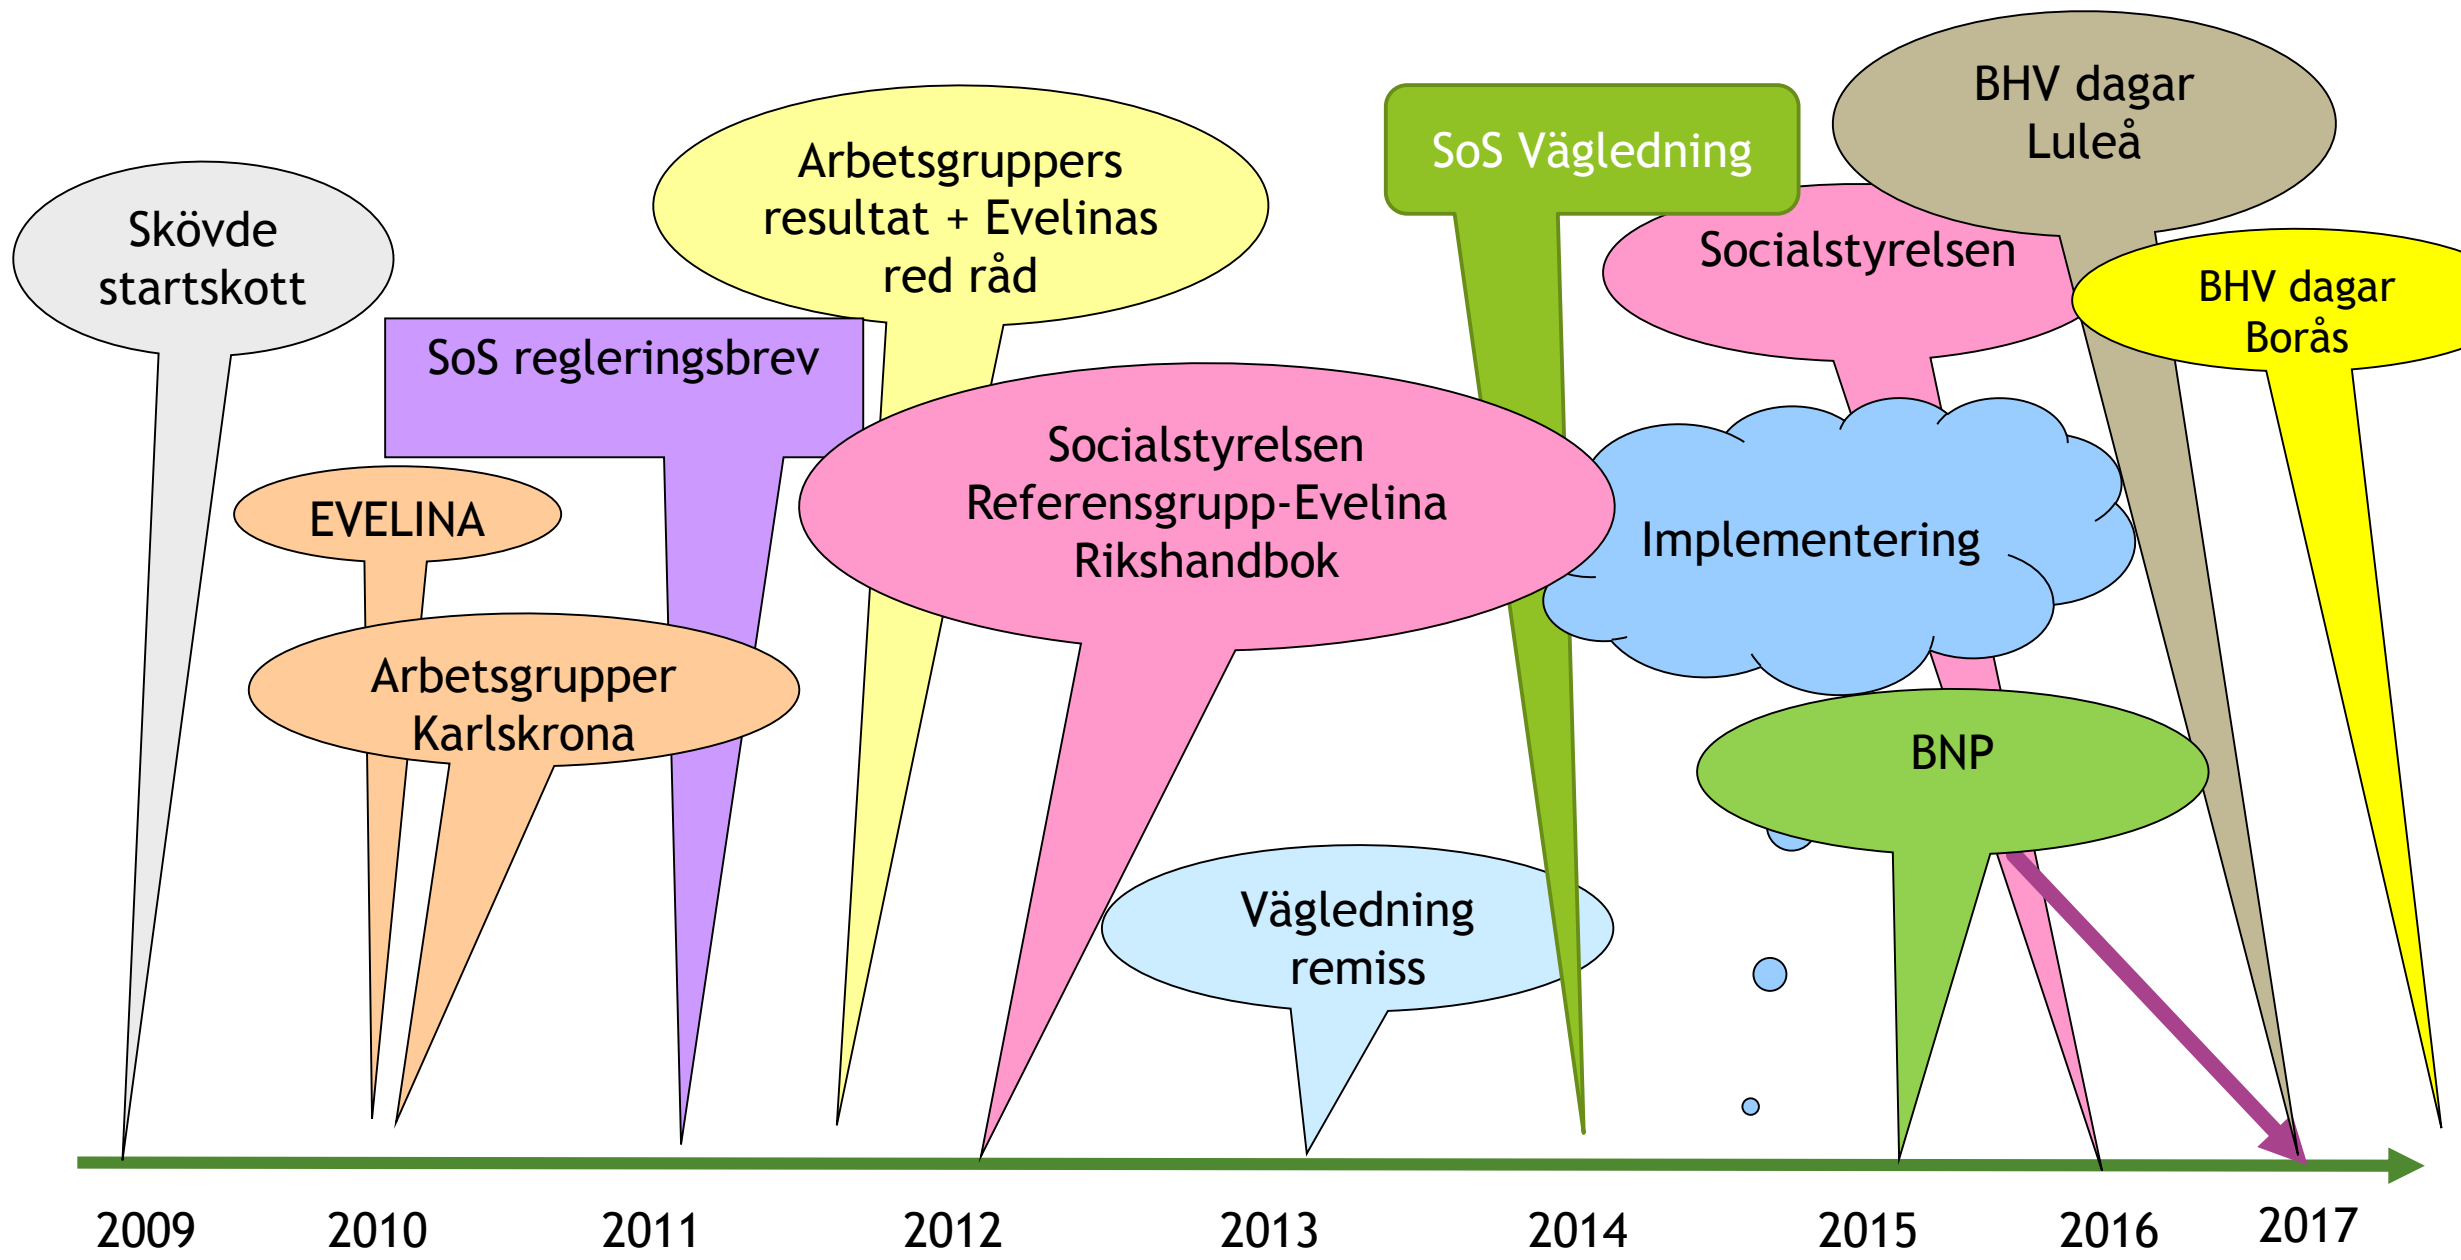 Skövde
startskott
EVELINA
Arbetsgrupper
Karlskrona
SoS regleringsbrev
Arbetsgruppers
resultat + Evelinas
red råd
Socialstyrelsen
Referensgrupp-Evelina
Rikshandbok
Vägledning
remiss
SoS Vägledning
Socialstyrelsen
Implementering
BNP
BHV dagar
Luleå
BHV dagar
Borås
2009
2010
2011
2012
2013
2014
2015
2016
2017